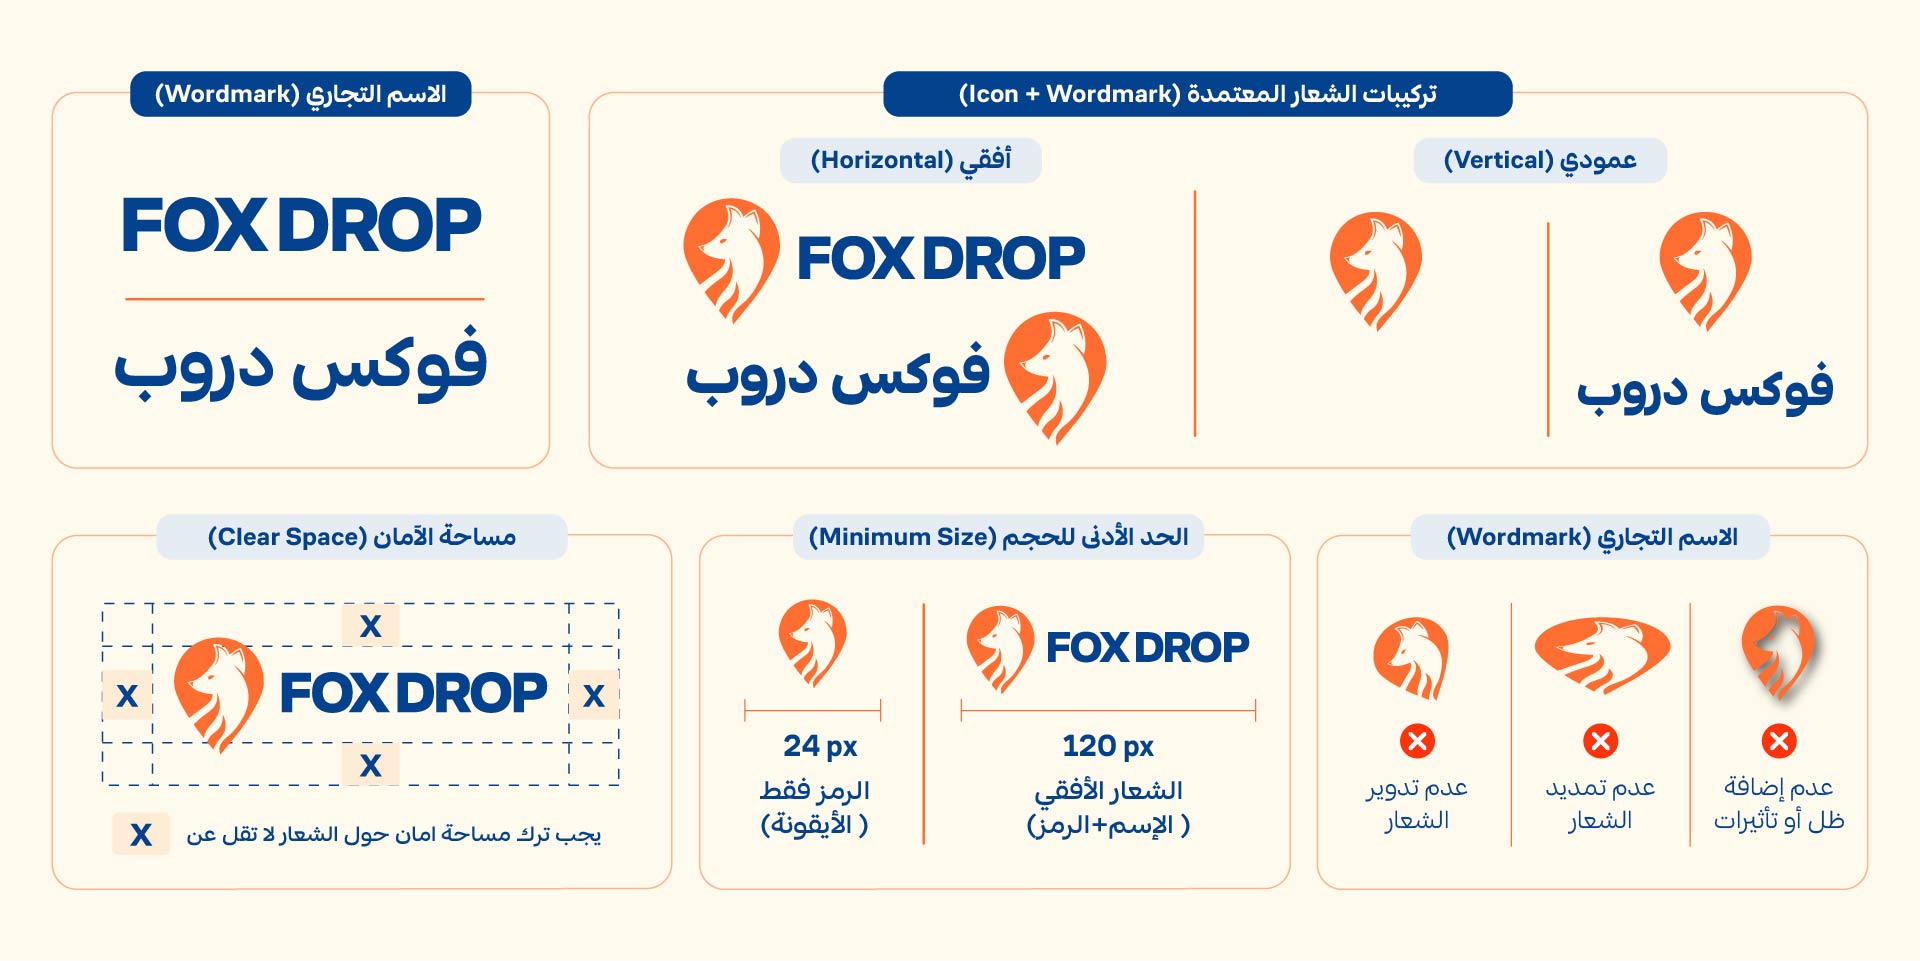 تركيبات الشعار المعتمدة (Icon + Wordmark)
عمودي (Vertical)
فوكس دروب
أفقي (Horizontal)
FOX DROP
فوكس دروب
الاسم التجاري (Wordmark)
FOX DROP
فوكس دروب
الاسم التجاري (Wordmark)
عدم إضافة
ظل أو تأثيرات
عدم تمديد
الشعار
عدم تدوير
الشعار
الحد الأدنى للحجم (Minimum Size)
FOX DROP
120 px
الشعار الأفقي
( الإسم+الرمز)
24 px
الرمز فقط
( الأيقونة)
مساحة الآمان (Clear Space)
X
X
FOX DROP
X
X
يجب ترك مساحة امان حول الشعار لا تقل عن X